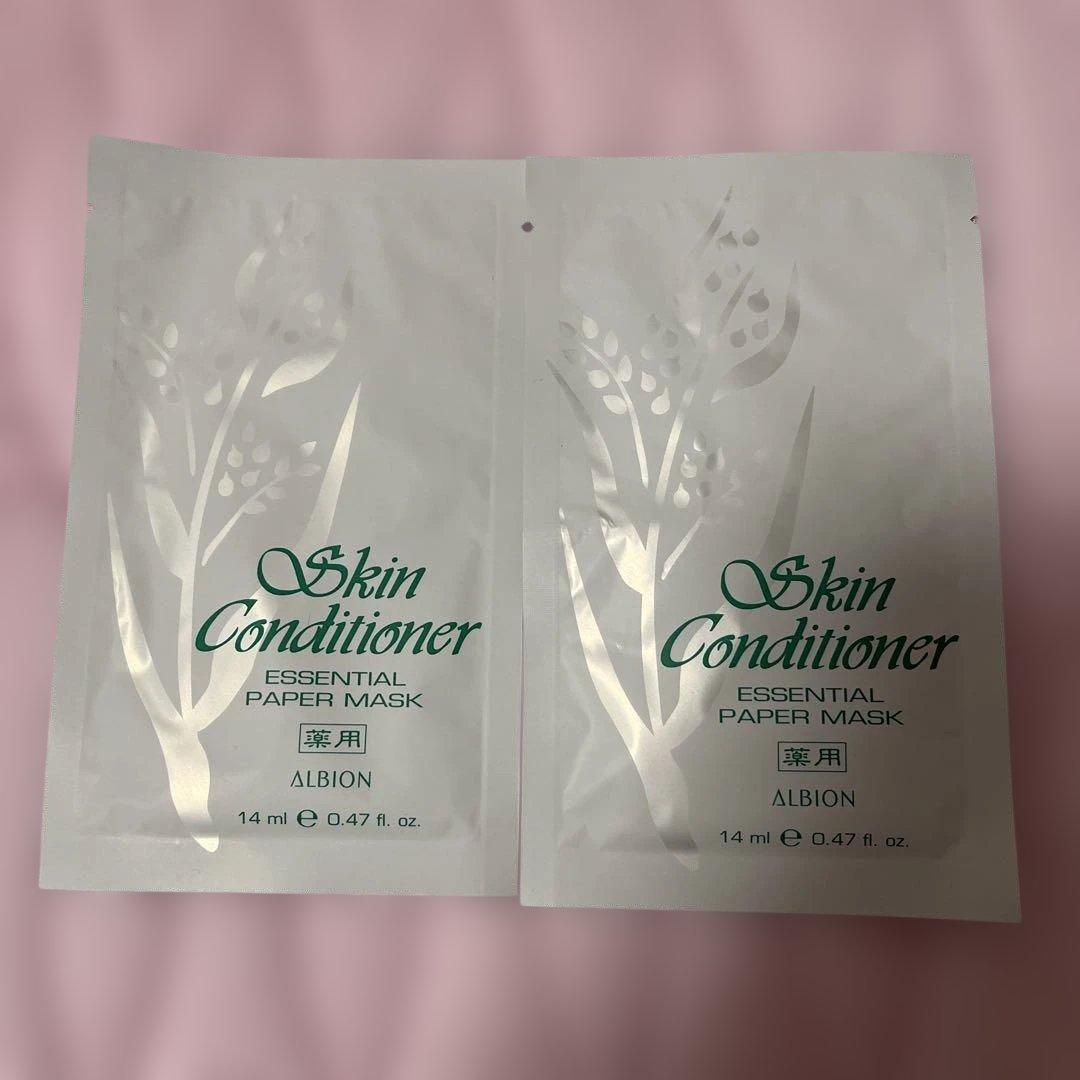 Skin
Conditioner
ESSENTIAL
PAPER MASK
薬用
ALBION
14 ml e 0.47 fl. oz.
Skin
Conditioner
ESSENTIAL
PAPER MASK
薬用
ALBION
14 ml e 0.47 fl. oz.